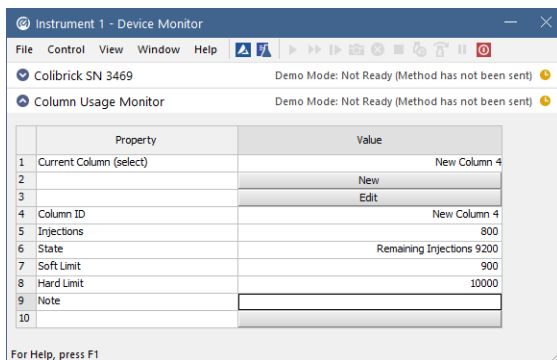 Instrument 1 - Device Monitor
File Control View Window Help
Colibrick SN 3469 Demo Mode: Not Ready (Method has not been sent)
Column Usage Monitor Demo Mode: Not Ready (Method has not been sent)
Property Value
1 Current Column (select) New Column 4
2 New
3 Edit
4 Column ID New Column 4
5 Injections 800
6 State Remaining Injections 9200
7 Soft Limit 900
8 Hard Limit 10000
9 Note
10
For Help, press F1